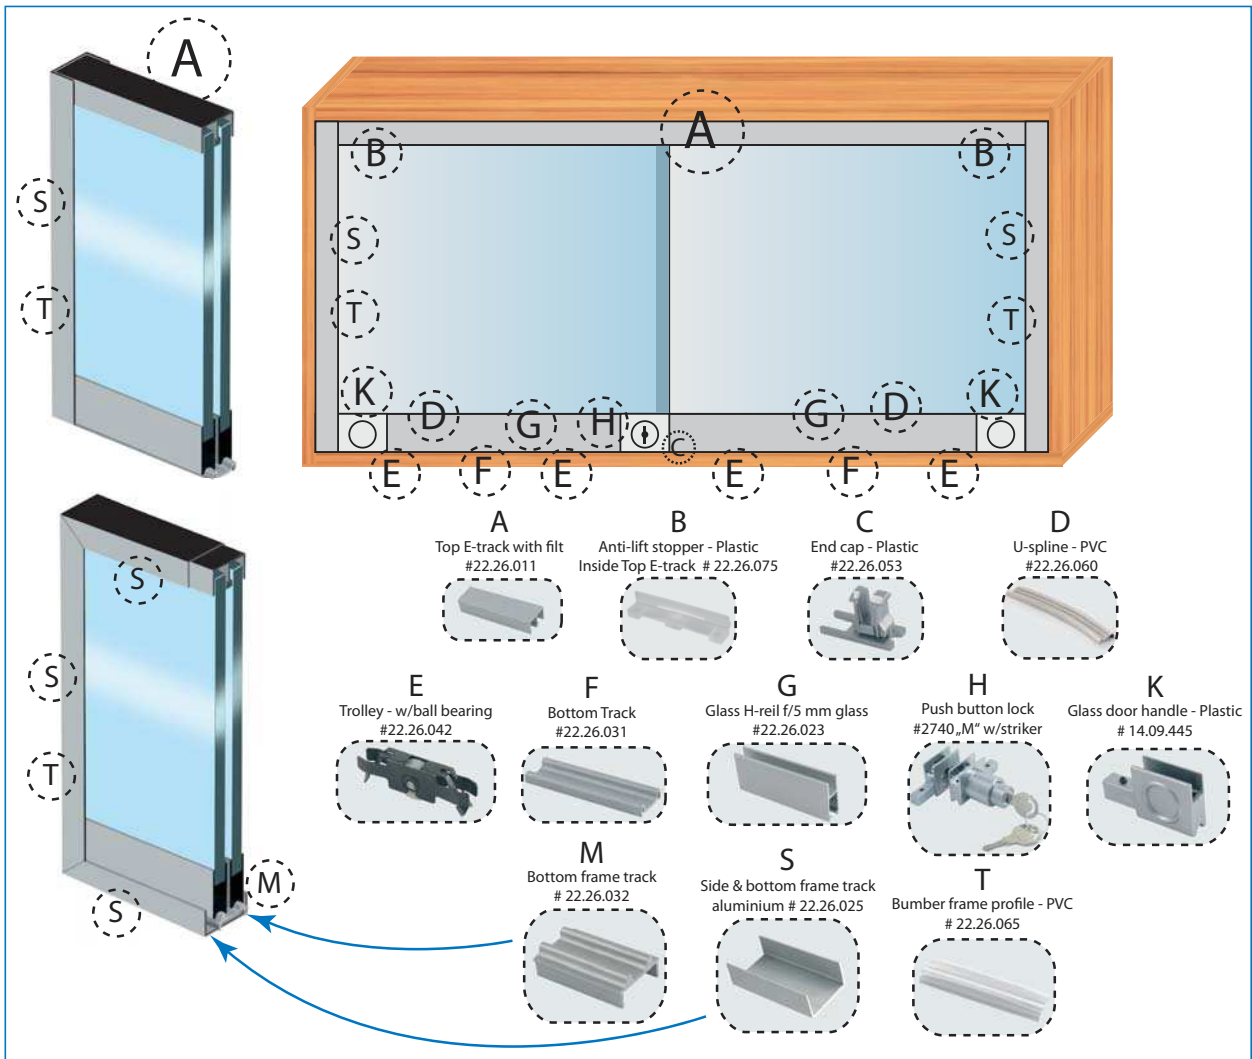 A
A
B
B
S
S
S
T
T
T
K
K
D
G
H
G
D
C
E
F
E
E
F
E
S
S
T
M
S
A
Top E-track with filt
#22.26.011
B
Anti-lift stopper - Plastic
Inside Top E-track # 22.26.075
C
End cap - Plastic
#22.26.053
D
U-spline - PVC
#22.26.060
E
Trolley - w/ball bearing
#22.26.042
F
Bottom Track
#22.26.031
G
Glass H-reil f/5 mm glass
#22.26.023
H
Push button lock
#2740„M“ w/striker
K
Glass door handle - Plastic
# 14.09.445
M
Bottom frame track
# 22.26.032
S
Side & bottom frame track
aluminium # 22.26.025
T
Bumber frame profile - PVC
# 22.26.065